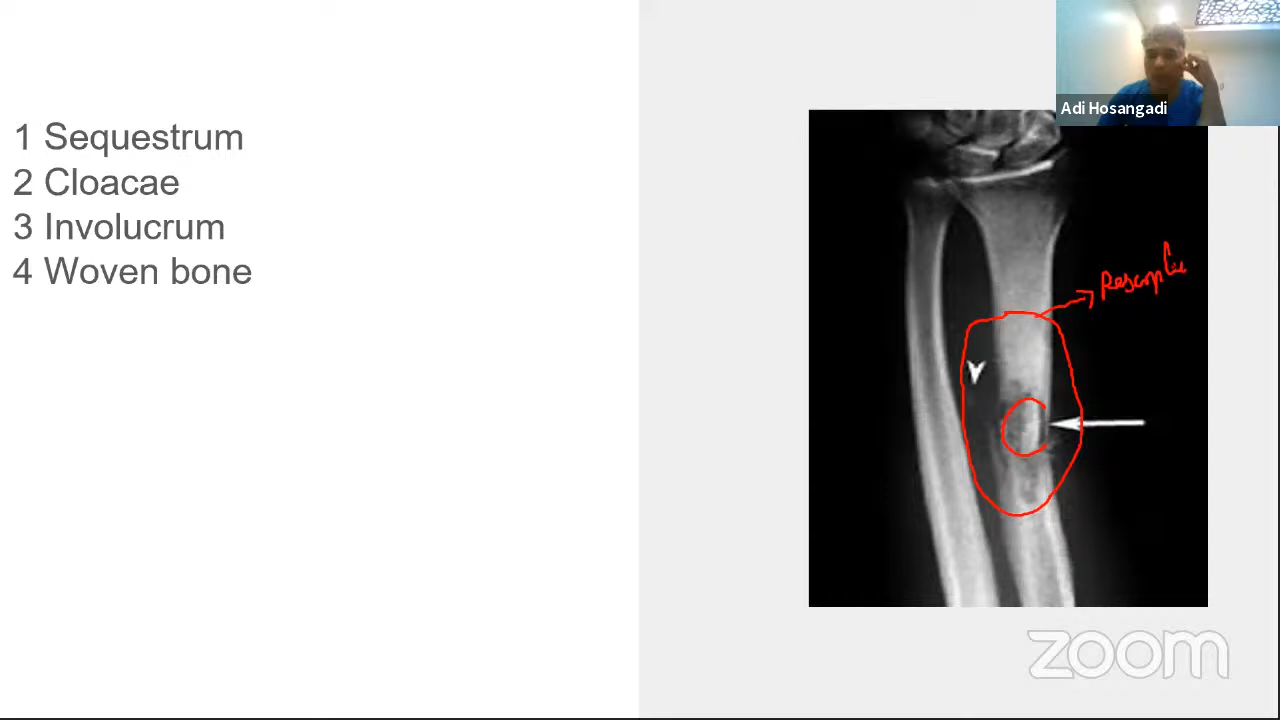 1 Sequestrum
2 Cloacae
3 Involucrum
4 Woven bone
Adi Hosangadi
zoom